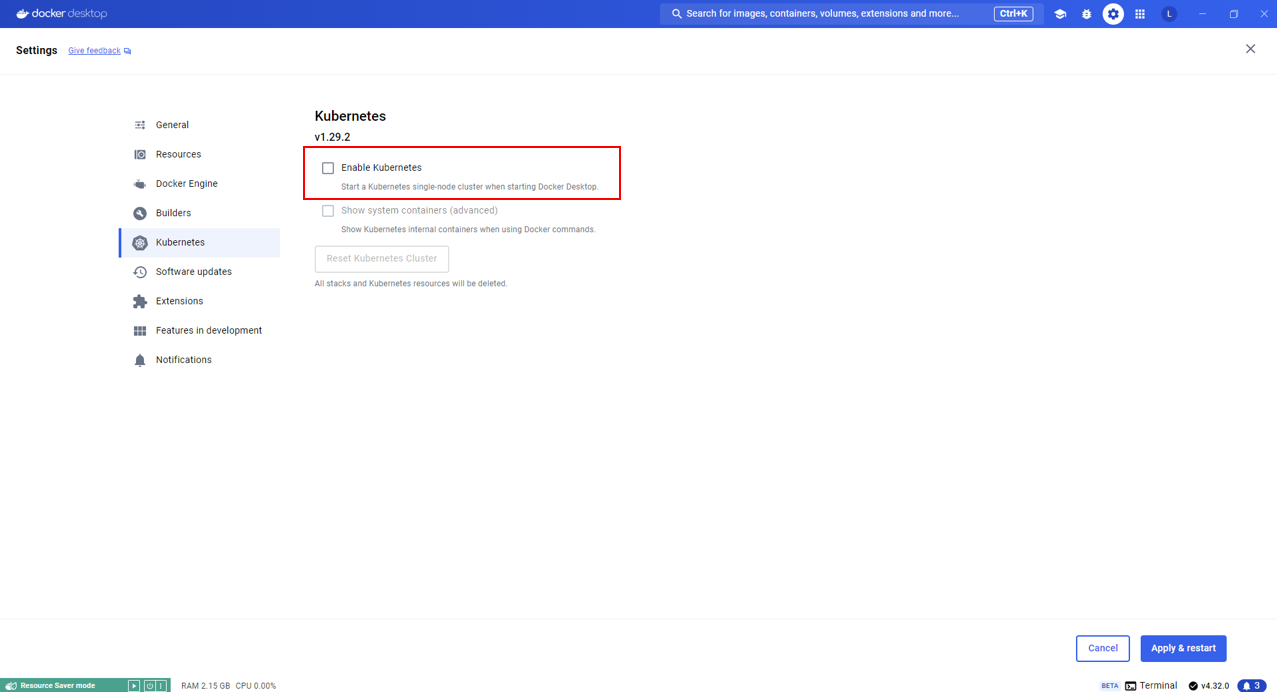 docker desktop
Search for images, containers, volumes, extensions and more...
Ctrl+K
L
Settings
Give feedback
General
Resources
Docker Engine
Builders
Kubernetes
Software updates
Extensions
Features in development
Notifications
Kubernetes
v1.29.2
Enable Kubernetes
Start a Kubernetes single-node cluster when starting Docker Desktop.
Show system containers (advanced)
Show Kubernetes internal containers when using Docker commands.
Reset Kubernetes Cluster
All stacks and Kubernetes resources will be deleted.
Cancel
Apply & restart
Resource Saver mode
RAM 2.15 GB CPU 0.00%
BETA
Terminal
v4.32.0
3